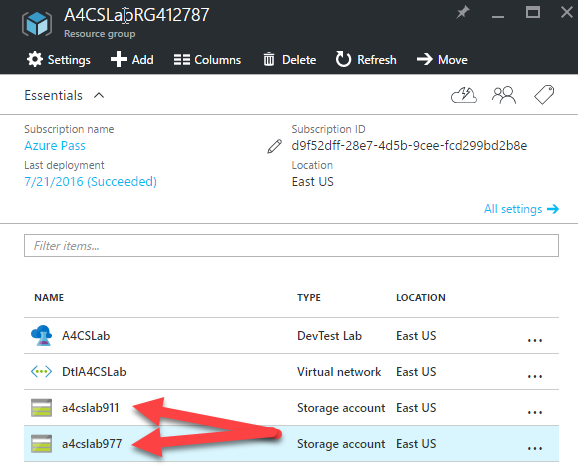 A4CSLabRG412787
Resource group
Settings Add Columns Delete Refresh Move
Essentials
Subscription name
Azure Pass
Last deployment
7/21/2016 (Succeeded)
Subscription ID
d9f52dff-28e7-4d5b-9cee-fcd299bd2b8e
Location
East US
All settings
Filter items...
NAME TYPE LOCATION
A4CSLab DevTest Lab East US ...
DtlA4CSLab Virtual network East US ...
a4cslab911 Storage account East US ...
a4cslab977 Storage account East US ...